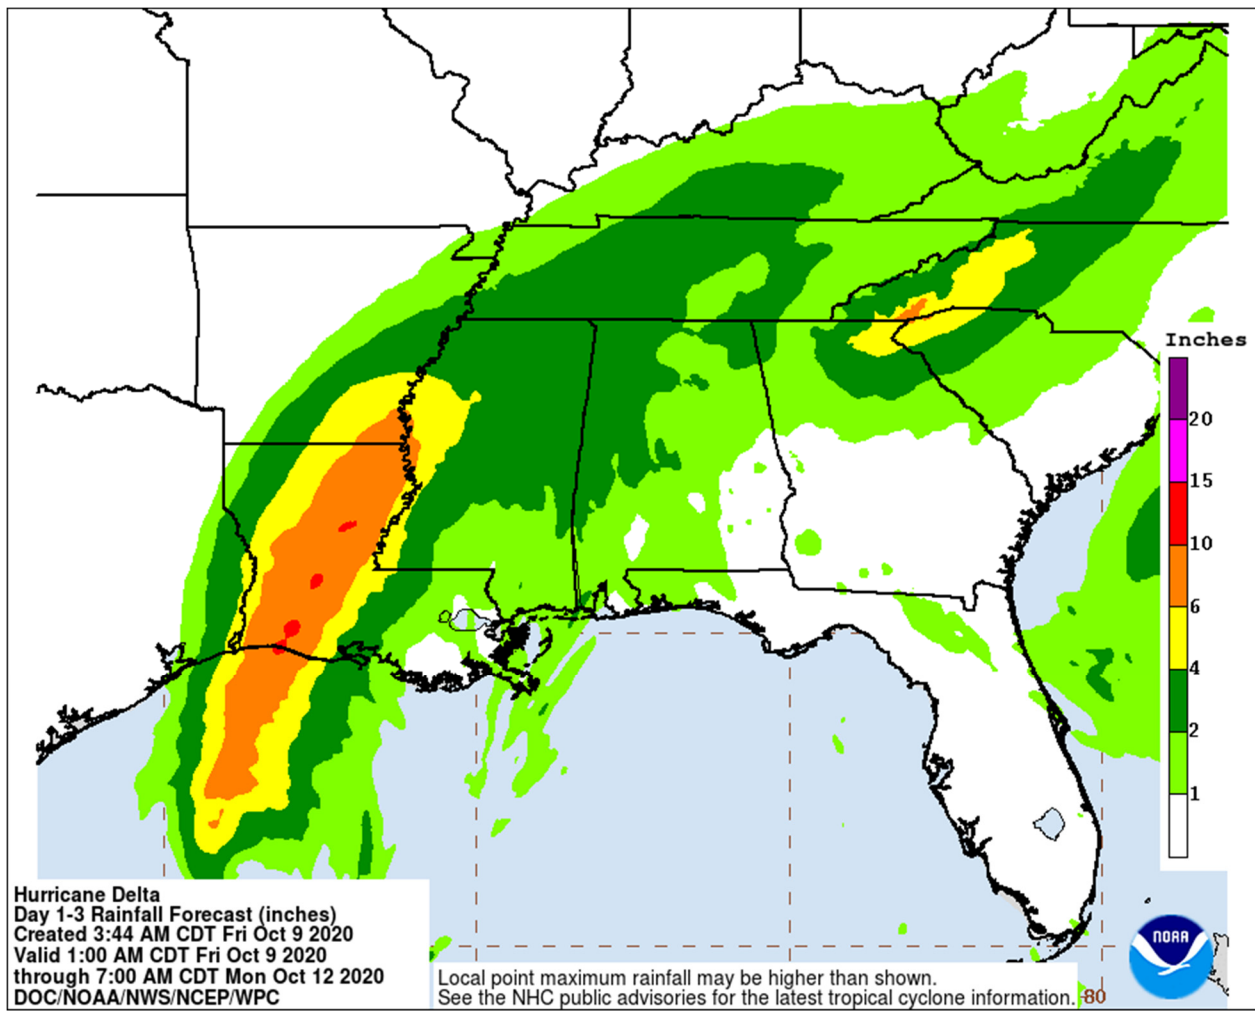 Inches
20
15
10
6
4
2
1
Hurricane Delta
Day 1-3 Rainfall Forecast (inches)
Created 3:44 AM CDT Fri Oct 9 2020
Valid 1:00 AM CDT Fri Oct 9 2020
through 7:00 AM CDT Mon Oct 12 2020
DOC/NOAA/NWS/NCEP/WPC
Local point maximum rainfall may be higher than shown.
See the NHC public advisories for the latest tropical cyclone information.
-80
NOAA